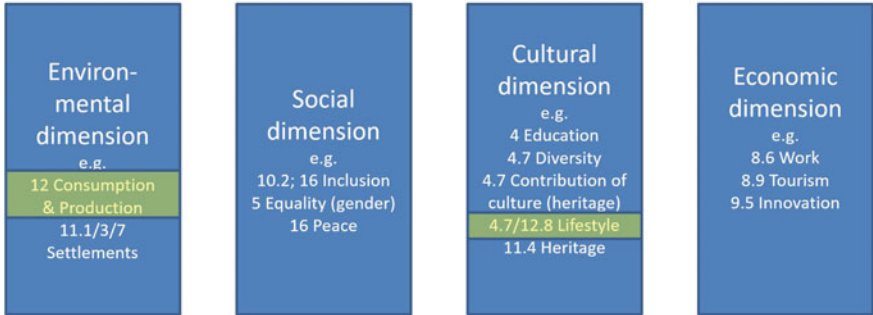 Environ-
mental
dimension
e.g.
12 Consumption
& Production
11.1/3/7
Settlements
Social
dimension
e.g.
10.2; 16 Inclusion
5 Equality (gender)
16 Peace
Cultural
dimension
e.g.
4 Education
4.7 Diversity
4.7 Contribution of
culture (heritage)
4.7/12.8 Lifestyle
11.4 Heritage
Economic
dimension
e.g.
8.6 Work
8.9 Tourism
9.5 Innovation